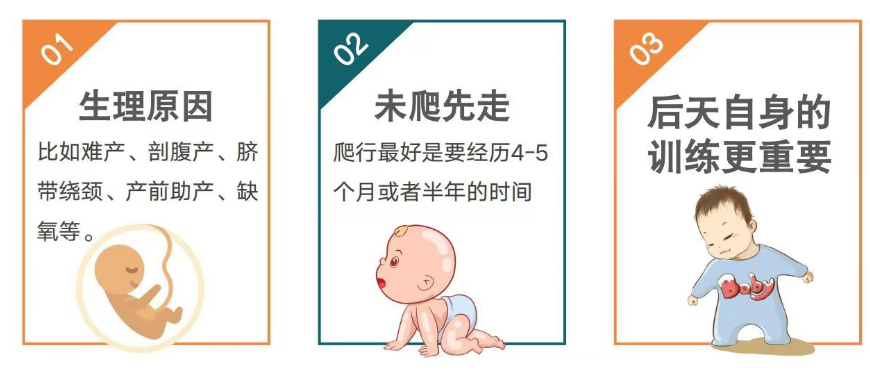 01
生理原因
比如难产、剖腹产、脐
带绕颈、产前助产、缺
氧等。
02
未爬先走
爬行最好是要经历4-5
个月或者半年的时间
03
后天自身的
训练更重要
Baby